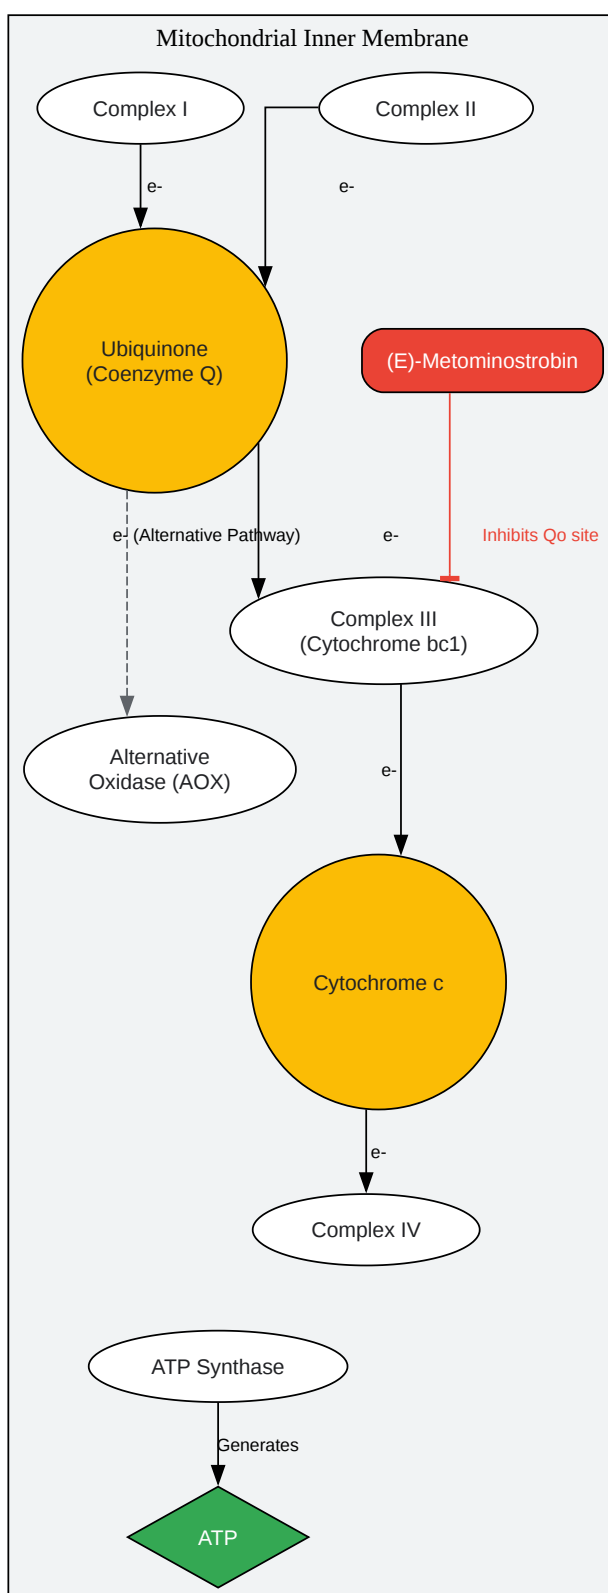 Mitochondrial Inner Membrane
Complex I
Complex II
e-
e-
Ubiquinone
(Coenzyme Q)
(E)-Metominostrobin
e- (Alternative Pathway)
e-
Inhibits Qo site
Complex III
(Cytochrome bc1)
Alternative
Oxidase (AOX)
e-
Cytochrome c
e-
Complex IV
ATP Synthase
Generates
ATP